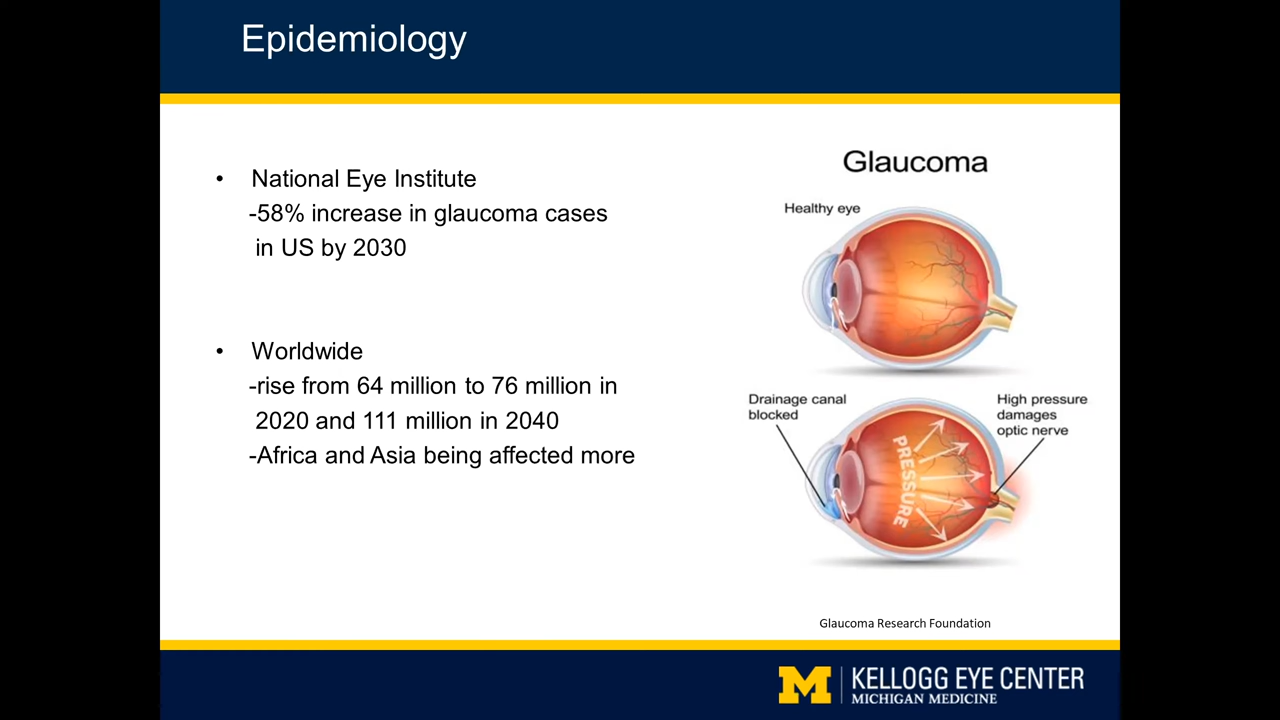 Epidemiology
• National Eye Institute
-58% increase in glaucoma cases
in US by 2030
• Worldwide
-rise from 64 million to 76 million in
2020 and 111 million in 2040
-Africa and Asia being affected more
Glaucoma
Healthy eye
Drainage canal
blocked
High pressure
damages
optic nerve
PRESSURE
Glaucoma Research Foundation
M
KELLOGG EYE CENTER
MICHIGAN MEDICINE